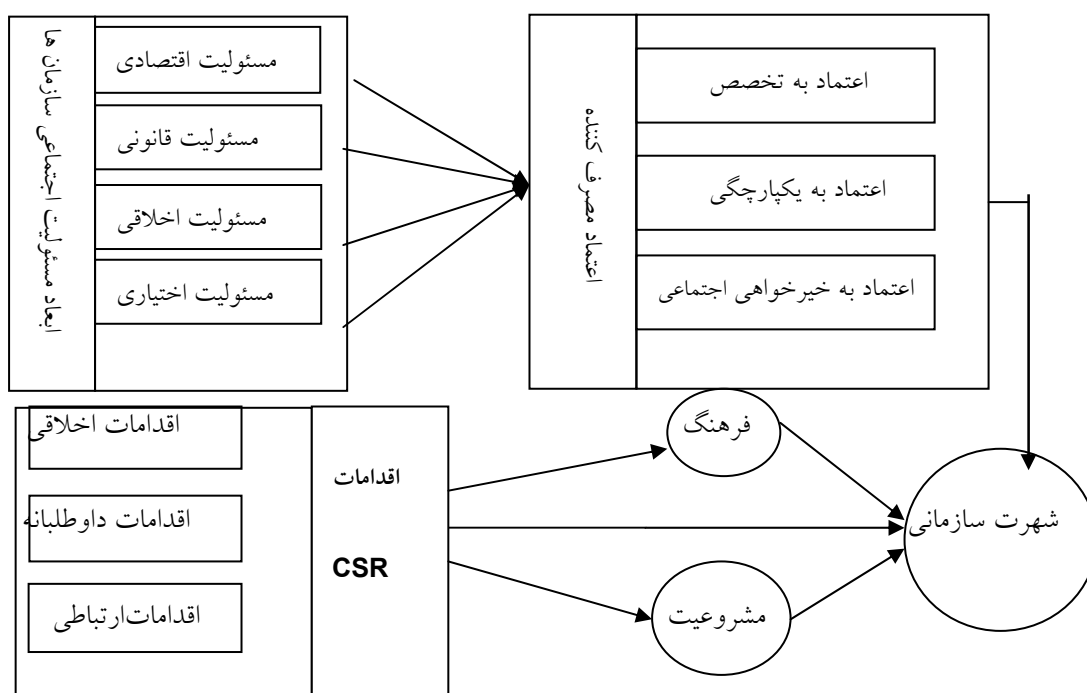 ابعاد مسئولیت اجتماعی سازمان ها
مسئولیت اقتصادی
مسئولیت قانونی
مسئولیت اخلاقی
مسئولیت اختیاری
اعتماد مصرف کننده
اعتماد به تخصص
اعتماد به یکپارچگی
اعتماد به خیرخواهی اجتماعی
اقدامات اخلاقی
اقدامات داوطلبانه
اقدامات ارتباطی
اقدامات
CSR
فرهنگ
مشروعیت
شهرت سازمانی